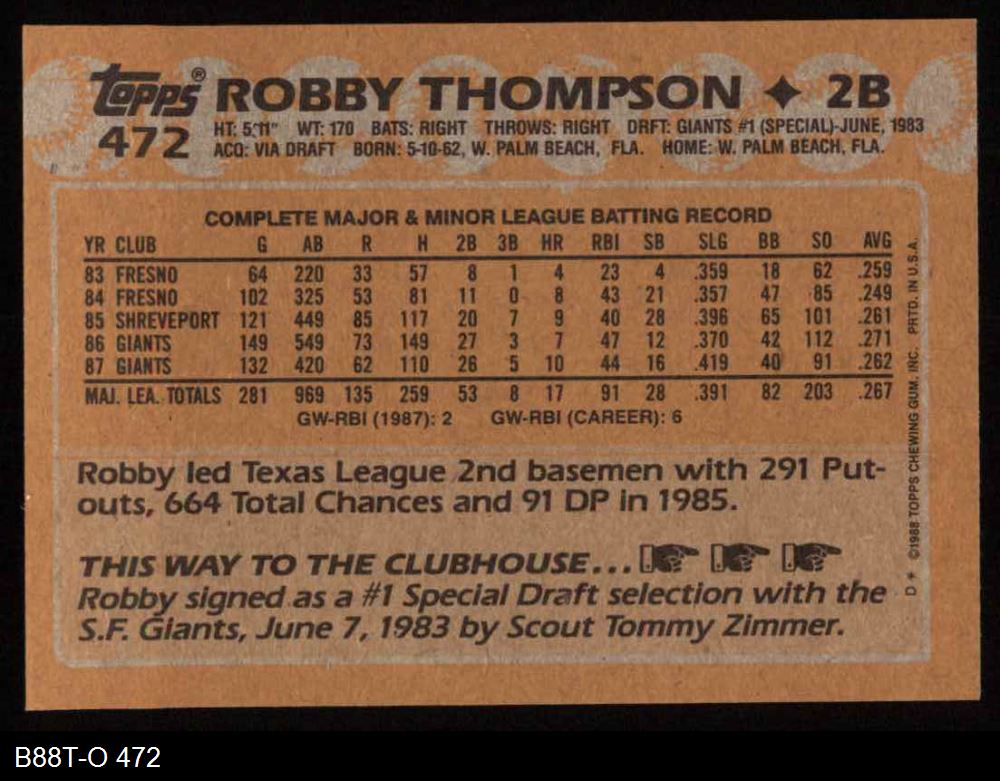 Topps® ROBBY THOMPSON ✦ 2B
472 HT: 5'11" WT: 170 BATS: RIGHT THROWS: RIGHT DRFT: GIANTS #1 (SPECIAL)-JUNE, 1983
ACQ: VIA DRAFT BORN: 5-10-62, W. PALM BEACH, FLA. HOME: W. PALM BEACH, FLA.
COMPLETE MAJOR & MINOR LEAGUE BATTING RECORD
YR CLUB G AB R H 2B 3B HR RBI SB SLG BB SO AVG
83 FRESNO 64 220 33 57 8 1 4 23 4 .359 18 62 .259
84 FRESNO 102 325 53 81 11 0 8 43 21 .357 47 85 .249
85 SHREVEPORT 121 449 85 117 20 7 9 40 28 .396 65 101 .261
86 GIANTS 149 549 73 149 27 3 7 47 12 .370 42 112 .271
87 GIANTS 132 420 62 110 26 5 10 44 16 .419 40 91 .262
MAJ. LEA. TOTALS 281 969 135 259 53 8 17 91 28 .391 82 203 .267
GW-RBI (1987): 2 GW-RBI (CAREER): 6
Robby led Texas League 2nd basemen with 291 Put-
outs, 664 Total Chances and 91 DP in 1985.
THIS WAY TO THE CLUBHOUSE...
Robby signed as a #1 Special Draft selection with the
S.F. Giants, June 7, 1983 by Scout Tommy Zimmer.
D* ©1988 TOPPS CHEWING GUM, INC. PRTD. IN U.S.A.
B88T-O 472